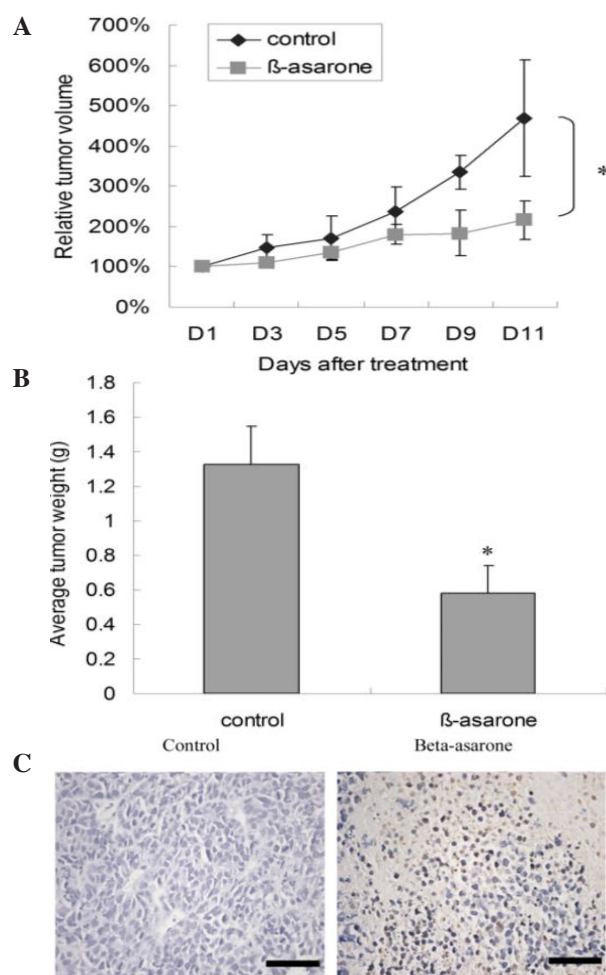 A
Relative tumor volume
700%
600%
500%
400%
300%
200%
100%
0%
control
ß-asarone
*
D1 D3 D5 D7 D9 D11
Days after treatment
B
Average tumor weight (g)
1.8
1.6
1.4
1.2
1
0.8
0.6
0.4
0.2
0
*
control ß-asarone
Control Beta-asarone
C